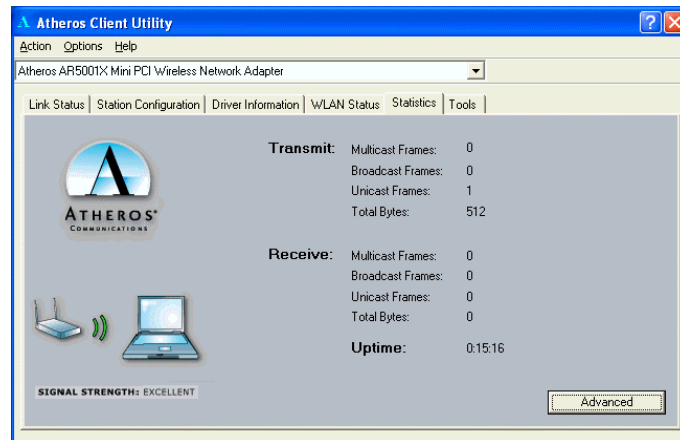 Atheros Client Utility
Action Options Help
Atheros AR5001X Mini PCI Wireless Network Adapter
Link Status Station Configuration Driver Information WLAN Status Statistics Tools
Transmit: Multicast Frames: 0
Broadcast Frames: 0
Unicast Frames: 1
Total Bytes: 512
A
ATHEROS
COMMUNICATIONS
Receive: Multicast Frames: 0
Broadcast Frames: 0
Unicast Frames: 0
Total Bytes: 0
Uptime: 0:15:16
SIGNAL STRENGTH: EXCELLENT
Advanced